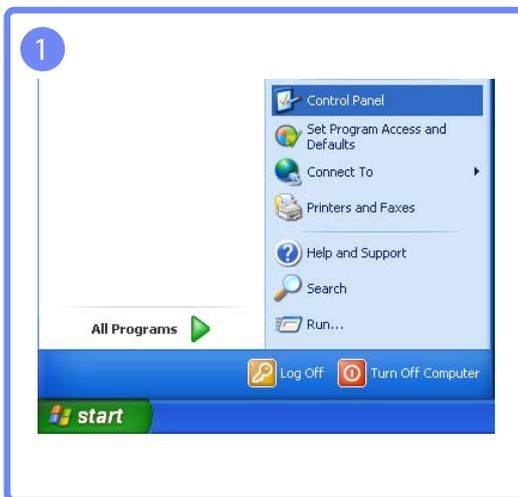 1
Control Panel
Set Program Access and
Defaults
Connect To
Printers and Faxes
Help and Support
Search
Run...
All Programs
Log Off
Turn Off Computer
start